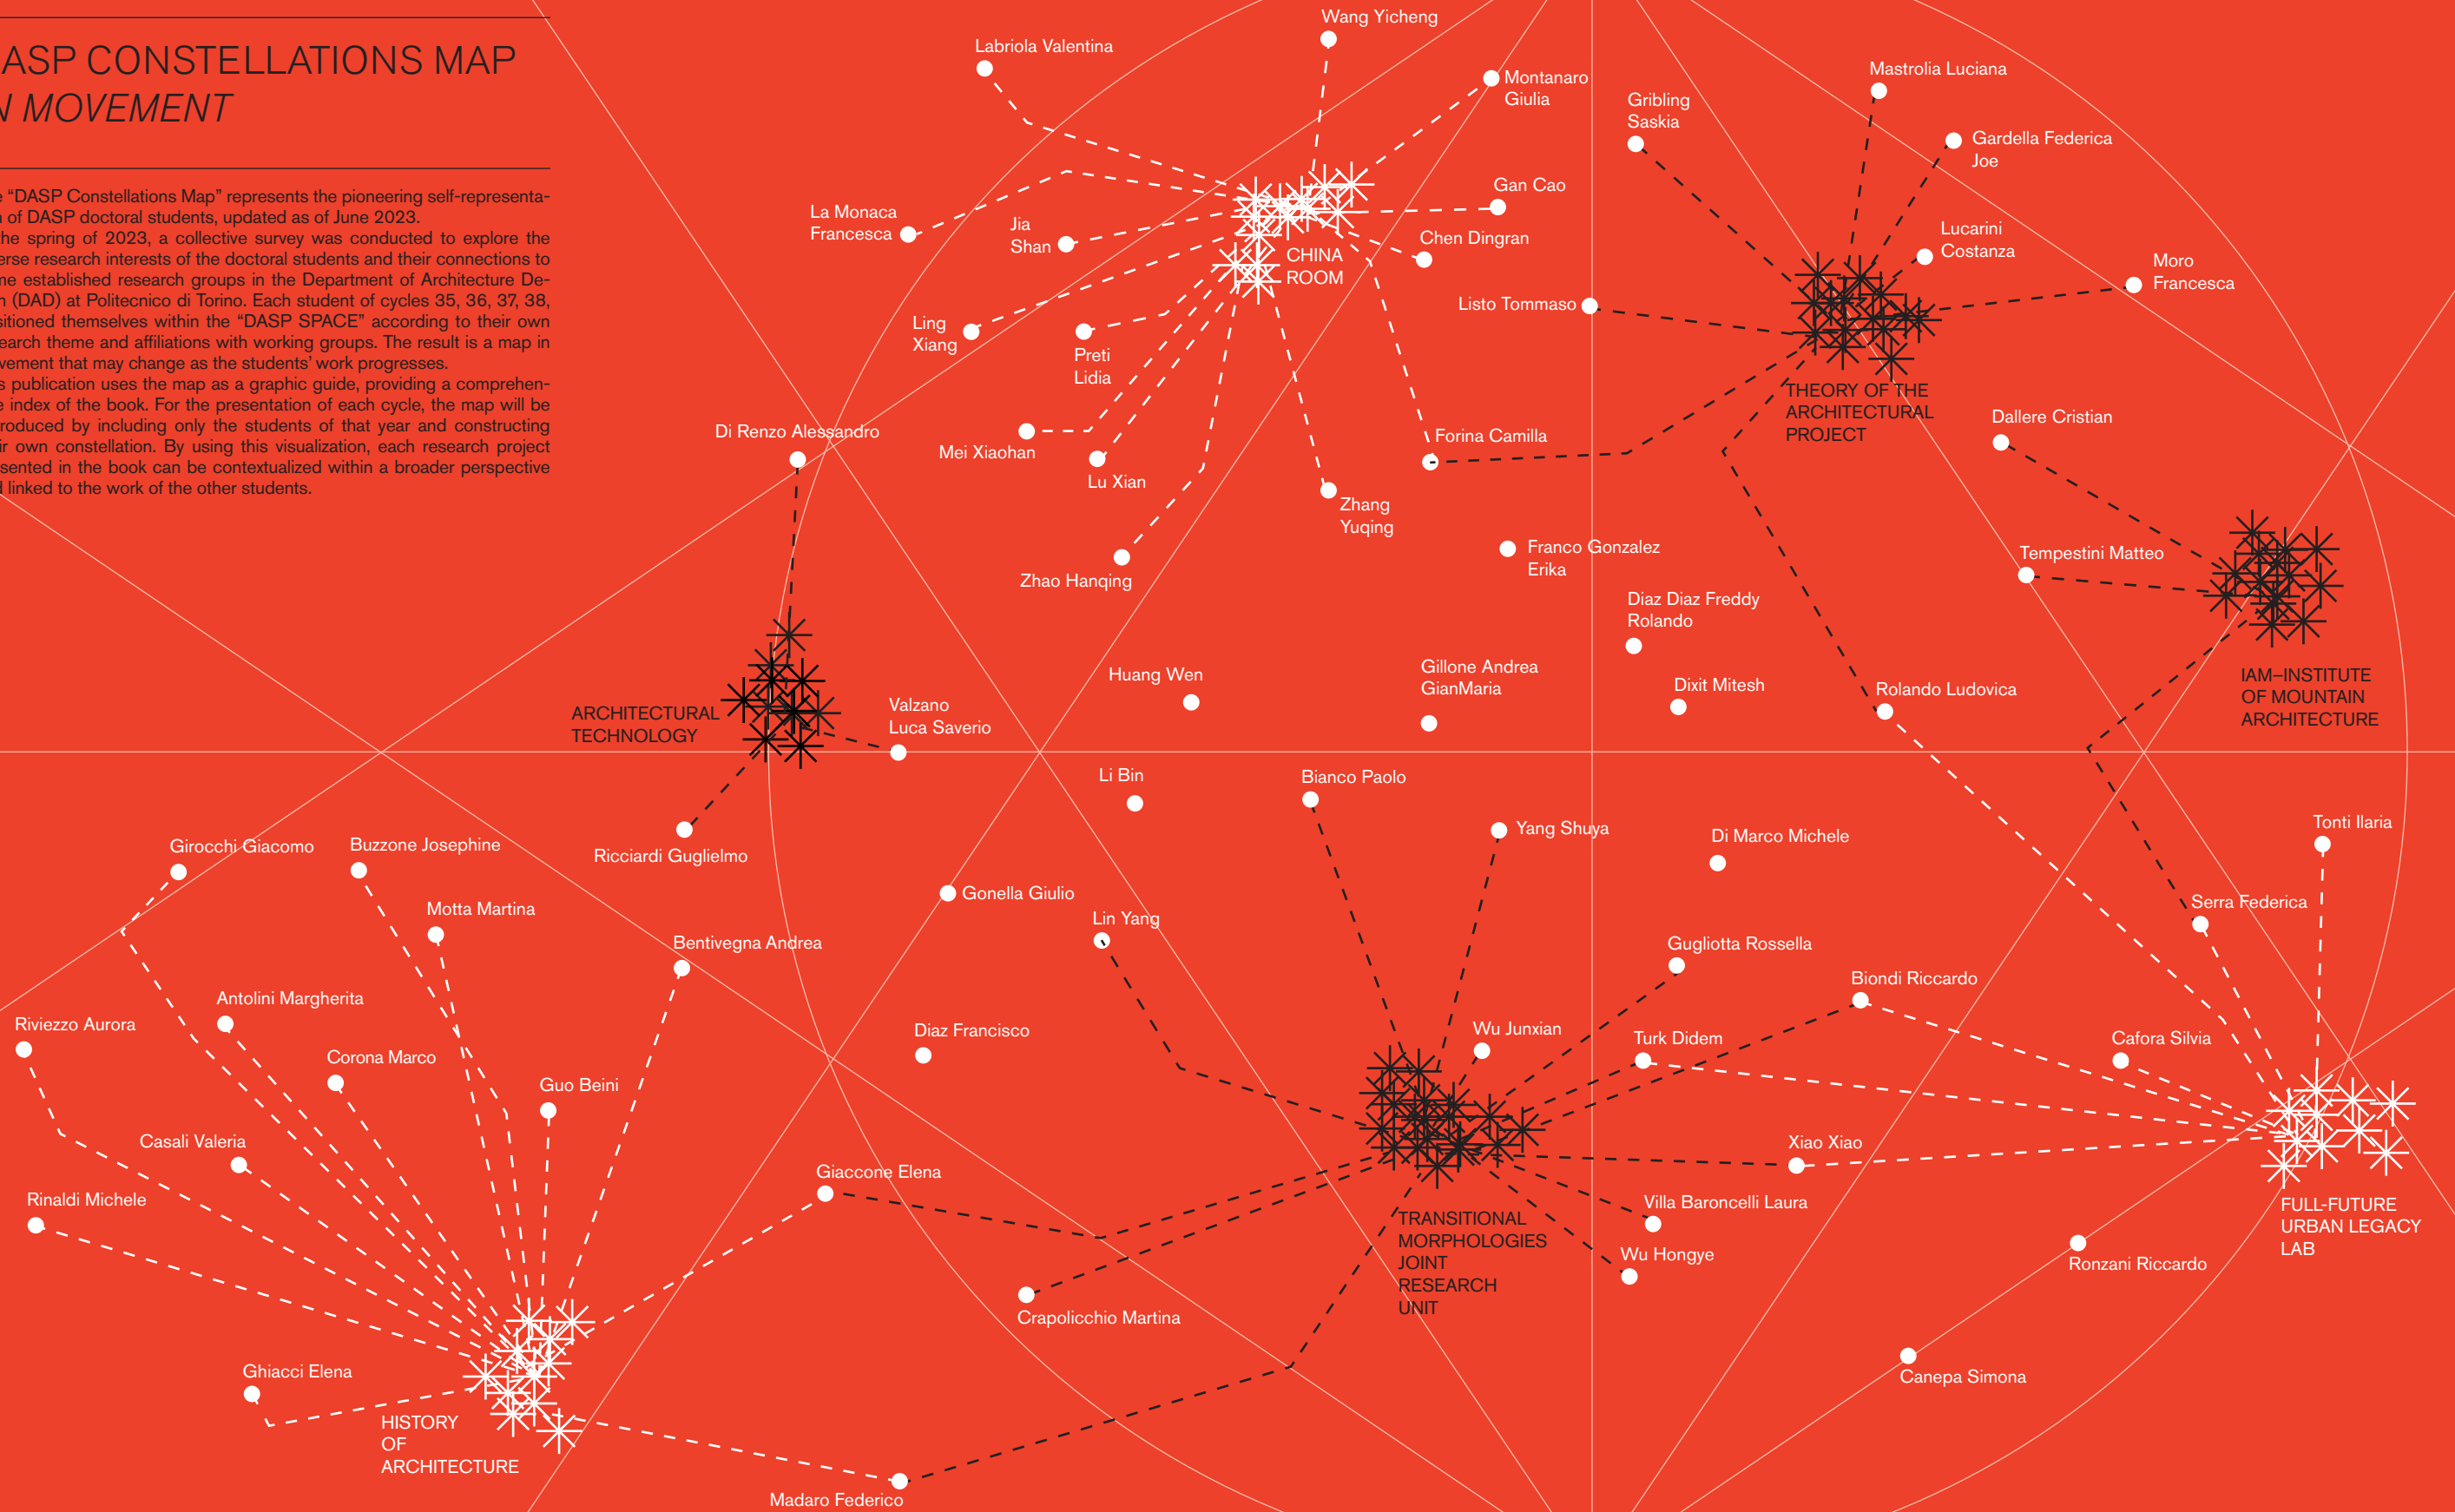 ASP CONSTELLATIONS MAP
N MOVEMENT
e “DASP Constellations Map” represents the pioneering self-representa-
n of DASP doctoral students, updated as of June 2023.
the spring of 2023, a collective survey was conducted to explore the
erse research interests of the doctoral students and their connections to
me established research groups in the Department of Architecture De-
n (DAD) at Politecnico di Torino. Each student of cycles 35, 36, 37, 38,
sitioned themselves within the “DASP SPACE” according to their own
earch theme and affiliations with working groups. The result is a map in
vement that may change as the students’ work progresses.
s publication uses the map as a graphic guide, providing a comprehen-
e index of the book. For the presentation of each cycle, the map will be
roduced by including only the students of that year and constructing
ir own constellation. By using this visualization, each research project
sented in the book can be contextualized within a broader perspective
d linked to the work of the other students.
Wang Yicheng
Labriola Valentina
Montanaro
Giulia
Mastrolia Luciana
Gribling
Saskia
Gardella Federica
Joe
Gan Cao
La Monaca
Francesca
Jia
Shan
Chen Dingran
CHINA
ROOM
Lucarini
Costanza
Moro
Francesca
Listo Tommaso
Ling
Xiang
Preti
Lidia
THEORY OF THE
ARCHITECTURAL
PROJECT
Dallere Cristian
Di Renzo Alessandro
Mei Xiaohan
Forina Camilla
Lu Xian
Zhang
Yuqing
Franco Gonzalez
Erika
Tempestini Matteo
Zhao Hanqing
Diaz Diaz Freddy
Rolando
Huang Wen
Gillone Andrea
GianMaria
Dixit Mitesh
Rolando Ludovica
IAM–INSTITUTE
OF MOUNTAIN
ARCHITECTURE
ARCHITECTURAL
TECHNOLOGY
Valzano
Luca Saverio
Li Bin
Bianco Paolo
Yang Shuya
Di Marco Michele
Tonti Ilaria
Girocchi Giacomo
Buzzone Josephine
Ricciardi Guglielmo
Gonella Giulio
Serra Federica
Motta Martina
Lin Yang
Bentivegna Andrea
Gugliotta Rossella
Biondi Riccardo
Antolini Margherita
Riviezzo Aurora
Diaz Francisco
Wu Junxian
Turk Didem
Cafora Silvia
Corona Marco
Guo Beini
Casali Valeria
Xiao Xiao
Giaccone Elena
Rinaldi Michele
Villa Baroncelli Laura
FULL-FUTURE
URBAN LEGACY
LAB
TRANSITIONAL
MORPHOLOGIES
JOINT
RESEARCH
UNIT
Wu Hongye
Ronzani Riccardo
Crapolicchio Martina
Ghiacci Elena
Canepa Simona
HISTORY
OF
ARCHITECTURE
Madaro Federico